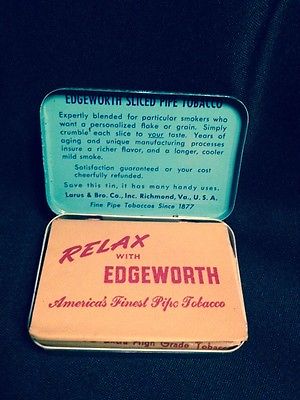 EDGEWORTH SLICED PIPE TOBACCO
Expertly blended for particular smokers who
want a personalized flake or grain. Simply
crumble each slice to your taste. Years of
aging and unique manufacturing processes
insure a richer flavor, and a longer, cooler
mild smoke.
Satisfaction guaranteed or your cost
cheerfully refunded.
Save this tin, it has many handy uses.
Larus & Bro. Co., Inc. Richmond, Va., U. S. A.
Fine Pipe Tobaccos Since 1877
RELAX
WITH
EDGEWORTH
America's Finest Pipe Tobacco
Extra High Grade Tobacco